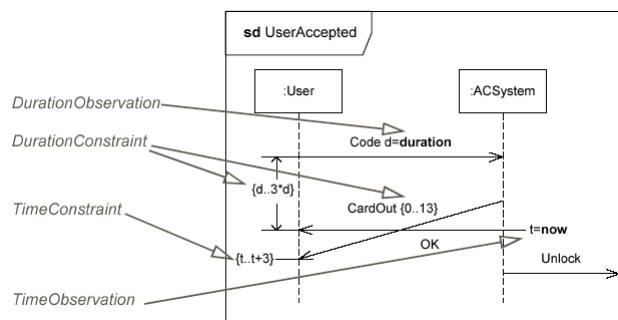 sd UserAccepted
:User
:ACSystem
DurationObservation
Code d=duration
DurationConstraint
{d..3*d}
CardOut {0..13}
TimeConstraint
t=now
OK
{t..t+3}
Unlock
TimeObservation